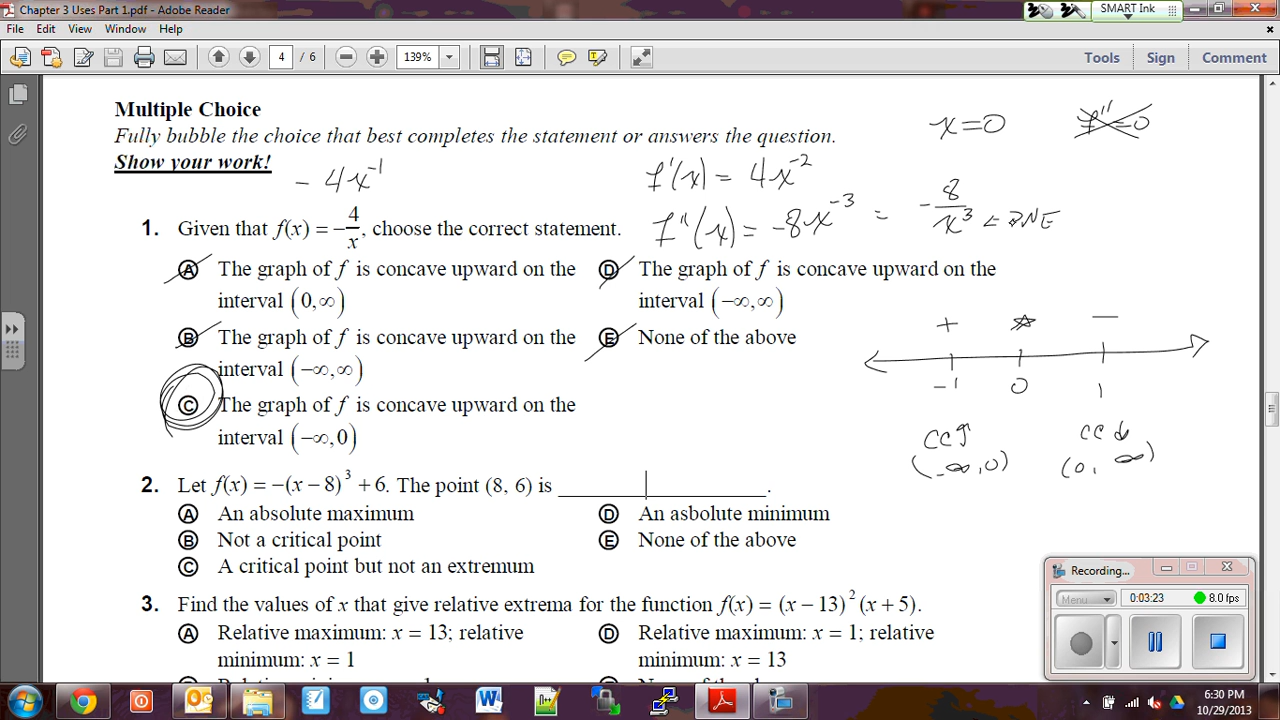 Chapter 3 Uses Part 1.pdf - Adobe Reader
SMART Ink
File Edit View Window Help
4 / 6 139% Tools Sign Comment
Multiple Choice
Fully bubble the choice that best completes the statement or answers the question.
Show your work!
x = 0 f'' = 0
- 4x^-1
f'(x) = 4x^-2
f''(x) = -8x^-3 = -8/x^3 ← DNE
1. Given that f(x) = -4/x, choose the correct statement.
A The graph of f is concave upward on the
interval (0,∞)
B The graph of f is concave upward on the
interval (-∞,∞)
C The graph of f is concave upward on the
interval (-∞,0)
D The graph of f is concave upward on the
interval (-∞,∞)
E None of the above
+ –
-1 0 1
CC↑ CC↓
(-∞,0) (0, ∞)
2. Let f(x) = -(x - 8)^3 + 6. The point (8, 6) is ____________________.
A An absolute maximum
B Not a critical point
C A critical point but not an extremum
D An asbolute minimum
E None of the above
3. Find the values of x that give relative extrema for the function f(x) = (x - 13)^2 (x + 5).
A Relative maximum: x = 13; relative
minimum: x = 1
D Relative maximum: x = 1; relative
minimum: x = 13
Recording...
Menu 0:03:23 8.0 fps
6:30 PM
10/29/2013